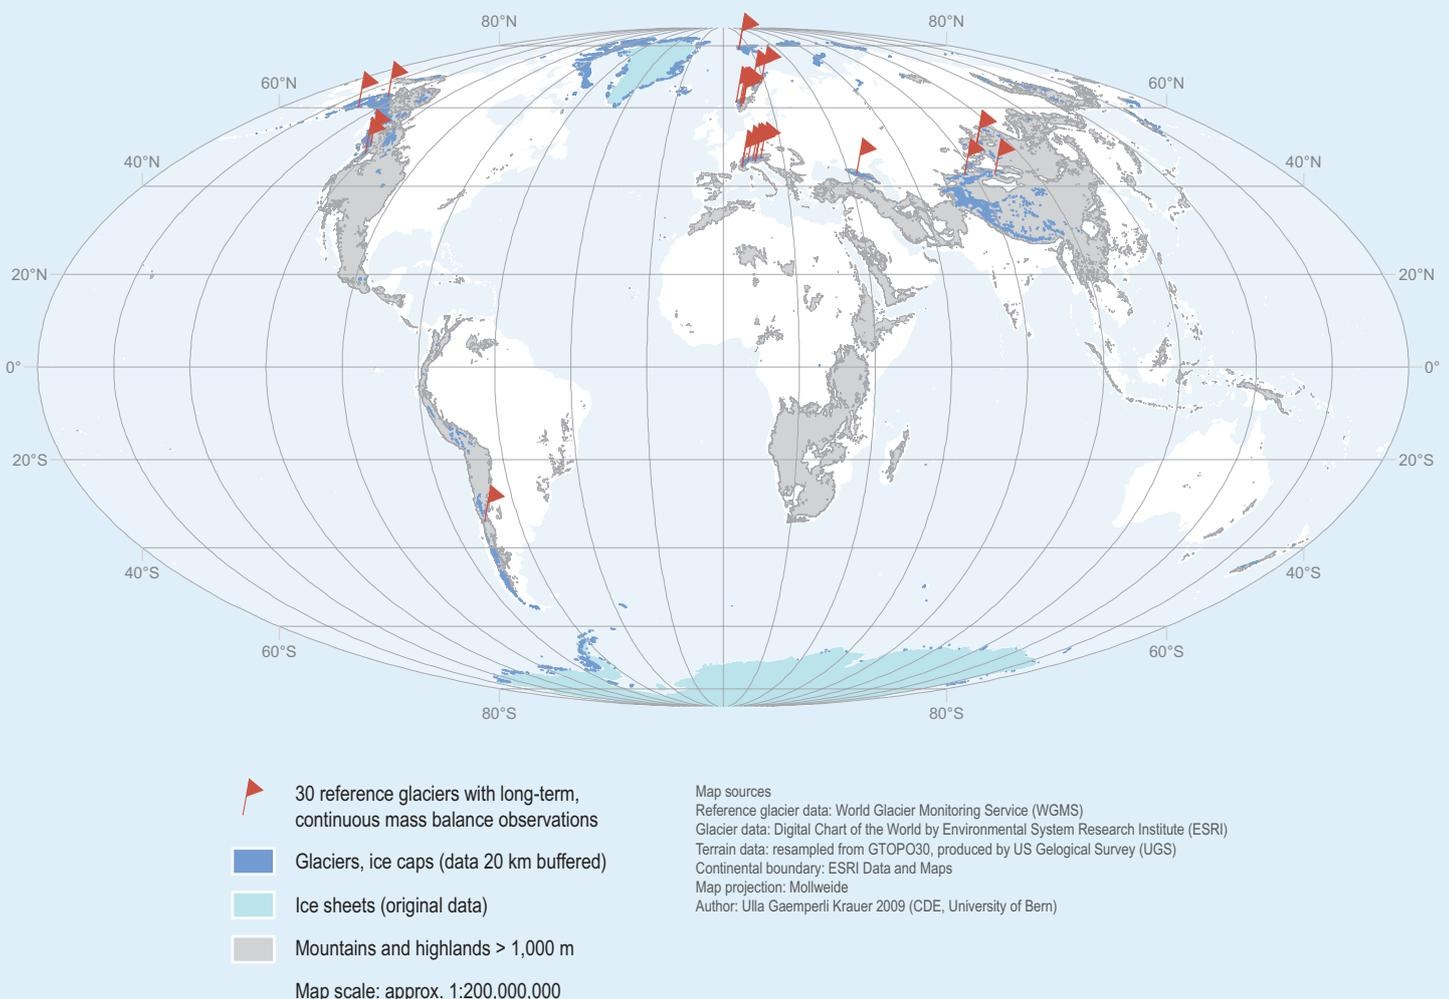 80°N
80°N
60°N
60°N
40°N
40°N
20°N
20°N
0°
0°
20°S
20°S
40°S
40°S
60°S
60°S
80°S
80°S
30 reference glaciers with long-term,
continuous mass balance observations
Glaciers, ice caps (data 20 km buffered)
Ice sheets (original data)
Mountains and highlands > 1,000 m
Map scale: approx. 1:200,000,000
Map sources
Reference glacier data: World Glacier Monitoring Service (WGMS)
Glacier data: Digital Chart of the World by Environmental System Research Institute (ESRI)
Terrain data: resampled from GTOPO30, produced by US Gelogical Survey (UGS)
Continental boundary: ESRI Data and Maps
Map projection: Mollweide
Author: Ulla Gaemperli Krauer 2009 (CDE, University of Bern)